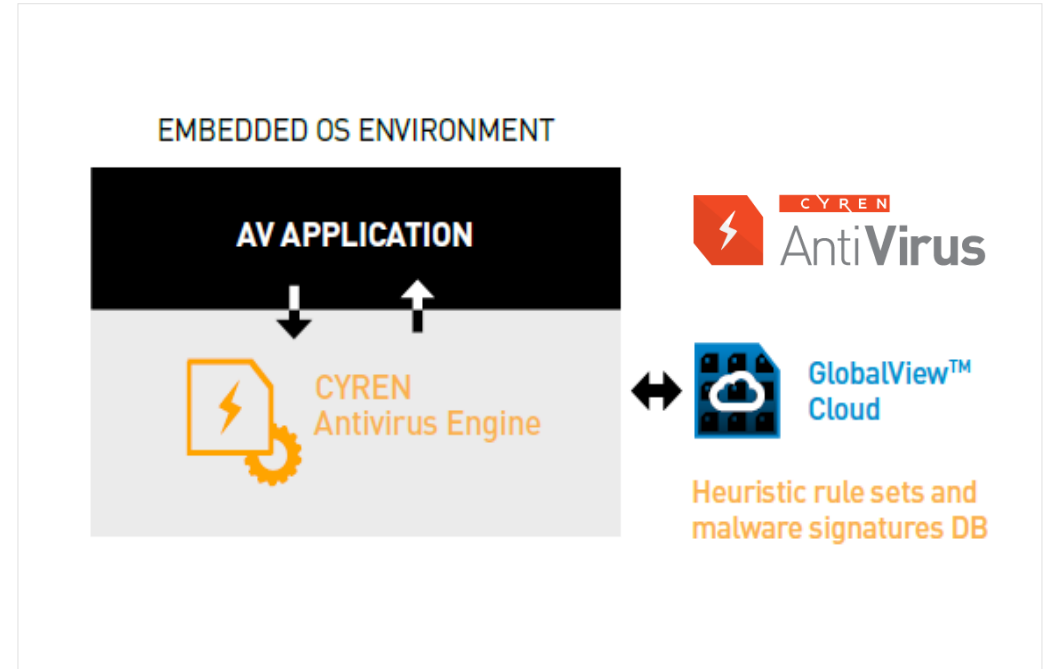 EMBEDDED OS ENVIRONMENT
AV APPLICATION
CYREN
Antivirus Engine
CYREN
AntiVirus
GlobalView™
Cloud
Heuristic rule sets and
malware signatures DB